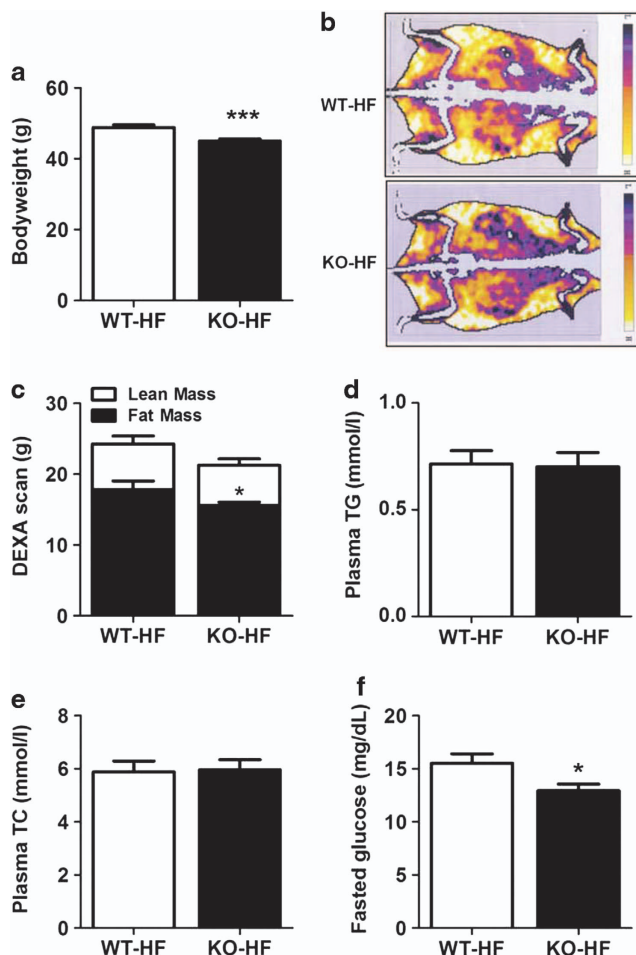 a
Bodyweight (g)
60
40
20
0
***
WT-HF
KO-HF
b
WT-HF
L
H
KO-HF
L
H
c
Lean Mass
Fat Mass
DEXA scan (g)
30
20
10
0
*
WT-HF
KO-HF
d
Plasma TG (mmol/l)
1.0
0.5
0.0
WT-HF
KO-HF
e
Plasma TC (mmol/l)
8
6
4
2
0
WT-HF
KO-HF
f
Fasted glucose (mg/dL)
20
15
10
5
0
*
WT-HF
KO-HF